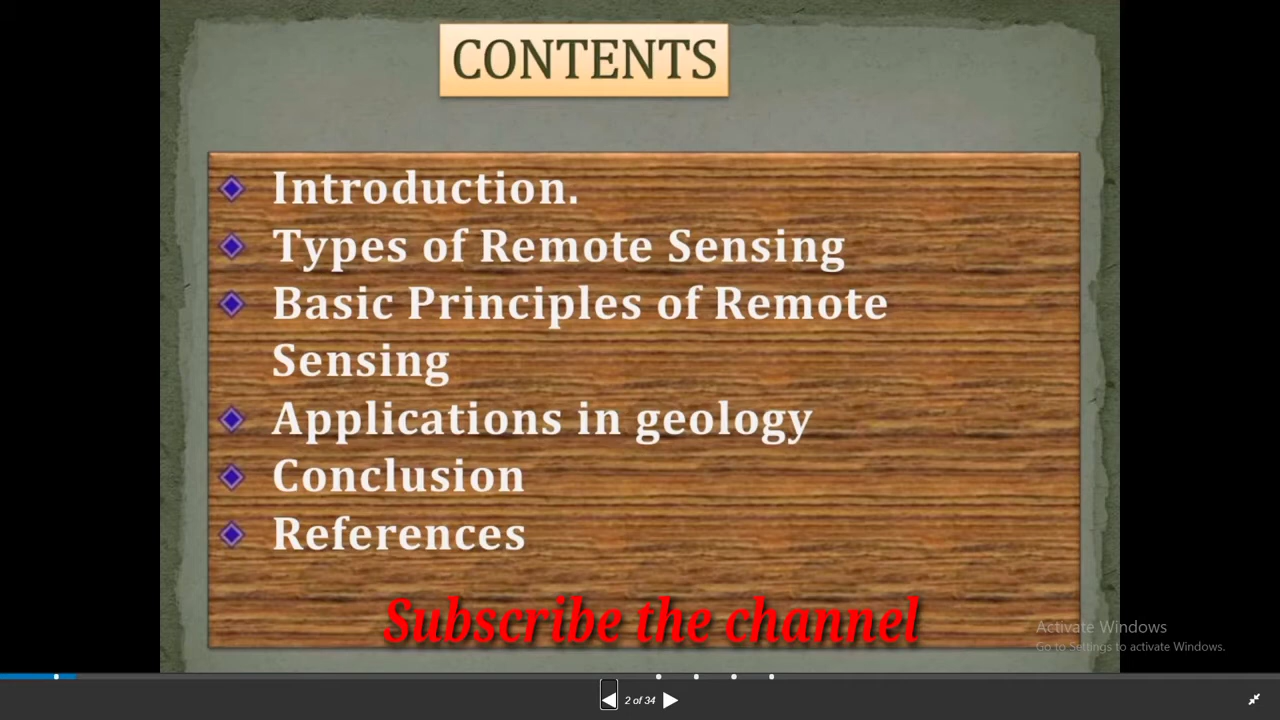 CONTENTS
Introduction.
Types of Remote Sensing
Basic Principles of Remote
Sensing
Applications in geology
Conclusion
References
Subscribe the channel
Activate Windows
Go to Settings to activate Windows.
2 of 34